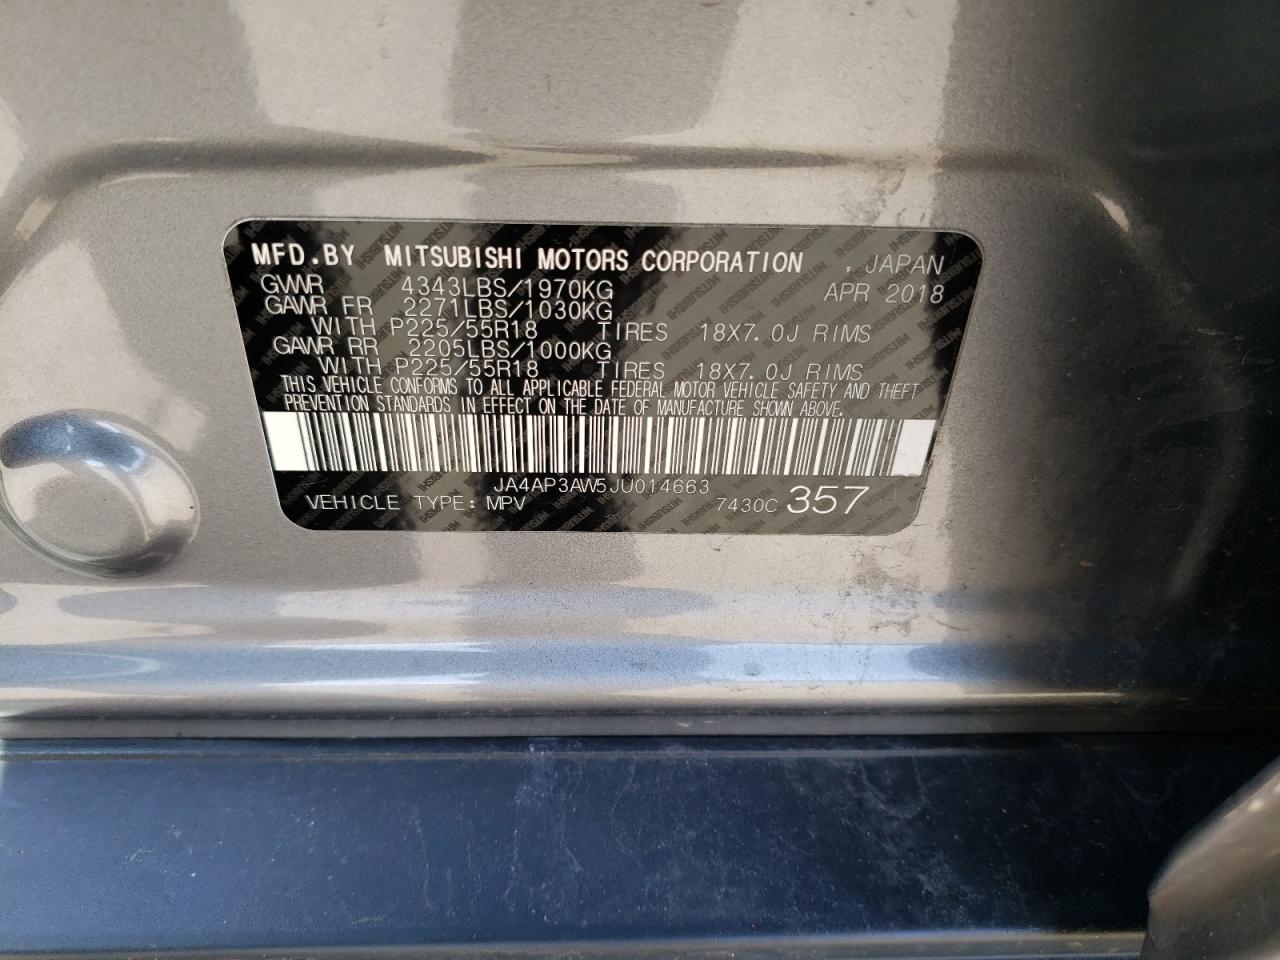 MFD.BY MITSUBISHI MOTORS CORPORATION , JAPAN
GVWR 4343LBS/1970KG APR 2018
GAWR FR 2271LBS/1030KG
WITH P225/55R18 TIRES 18X7.0J RIMS
GAWR RR 2205LBS/1000KG
WITH P225/55R18 TIRES 18X7.0J RIMS
THIS VEHICLE CONFORMS TO ALL APPLICABLE FEDERAL MOTOR VEHICLE SAFETY AND THEFT
PREVENTION STANDARDS IN EFFECT ON THE DATE OF MANUFACTURE SHOWN ABOVE.
JA4AP3AW5JU014663
VEHICLE TYPE: MPV 7430C 357